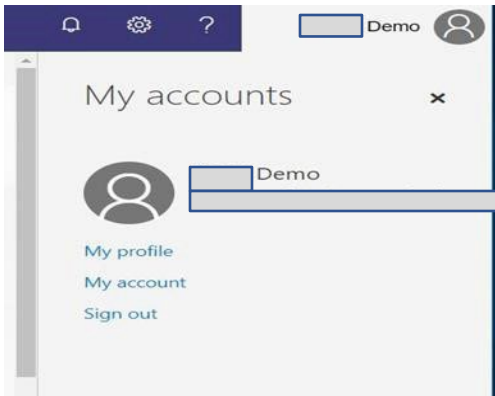 ? Demo
My accounts ×
Demo
My profile
My account
Sign out